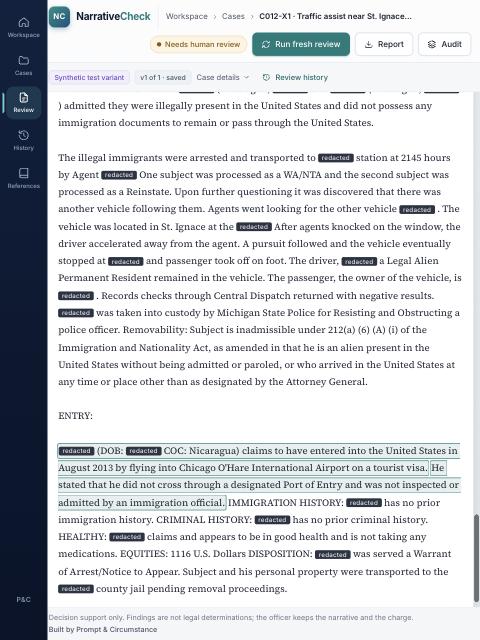 NC NarrativeCheck Workspace › Cases › C012-X1 · Traffic assist near St. Ignace...
Needs human review Run fresh review Report Audit
Synthetic test variant v1 of 1 · saved Case details Review history
Workspace
Cases
Review
History
References
P&C
) admitted they were illegally present in the United States and did not possess any
immigration documents to remain or pass through the United States.
The illegal immigrants were arrested and transported to redacted station at 2145 hours
by Agent redacted One subject was processed as a WA/NTA and the second subject was
processed as a Reinstate. Upon further questioning it was discovered that there was
another vehicle following them. Agents went looking for the other vehicle redacted . The
vehicle was located in St. Ignace at the redacted After agents knocked on the window, the
driver accelerated away from the agent. A pursuit followed and the vehicle eventually
stopped at redacted and passenger took off on foot. The driver, redacted a Legal Alien
Permanent Resident remained in the vehicle. The passenger, the owner of the vehicle, is
redacted . Records checks through Central Dispatch returned with negative results.
redacted was taken into custody by Michigan State Police for Resisting and Obstructing a
police officer. Removability: Subject is inadmissible under 212(a) (6) (A) (i) of the
Immigration and Nationality Act, as amended in that he is an alien present in the
United States without being admitted or paroled, or who arrived in the United States at
any time or place other than as designated by the Attorney General.
ENTRY:
redacted (DOB: redacted COC: Nicaragua) claims to have entered into the United States in
August 2013 by flying into Chicago O'Hare International Airport on a tourist visa. He
stated that he did not cross through a designated Port of Entry and was not inspected or
admitted by an immigration official. IMMIGRATION HISTORY: redacted has no prior
immigration history. CRIMINAL HISTORY: redacted has no prior criminal history.
HEALTHY: redacted claims and appears to be in good health and is not taking any
medications. EQUITIES: 1116 U.S. Dollars DISPOSITION: redacted was served a Warrant
of Arrest/Notice to Appear. Subject and his personal property were transported to the
redacted county jail pending removal proceedings.
Decision support only. Findings are not legal determinations; the officer keeps the narrative and the charge.
Built by Prompt & Circumstance